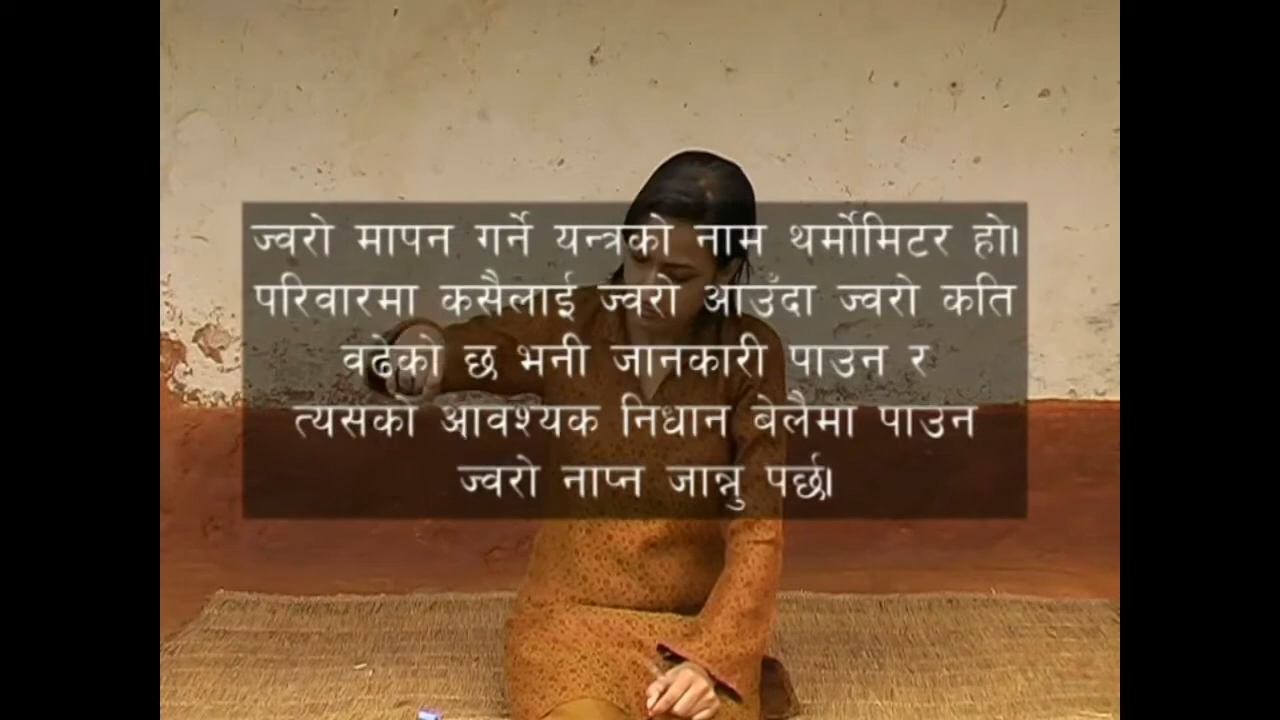 ज्वरो मापन गर्ने यन्त्रको नाम थर्मोमिटर हो।
परिवारमा कसैलाई ज्वरो आउँदा ज्वरो कति
वढेको छ भनी जानकारी पाउन र
त्यसको आवश्यक निधान बेलैमा पाउन
ज्वरो नाप्न जान्नु पर्छ।